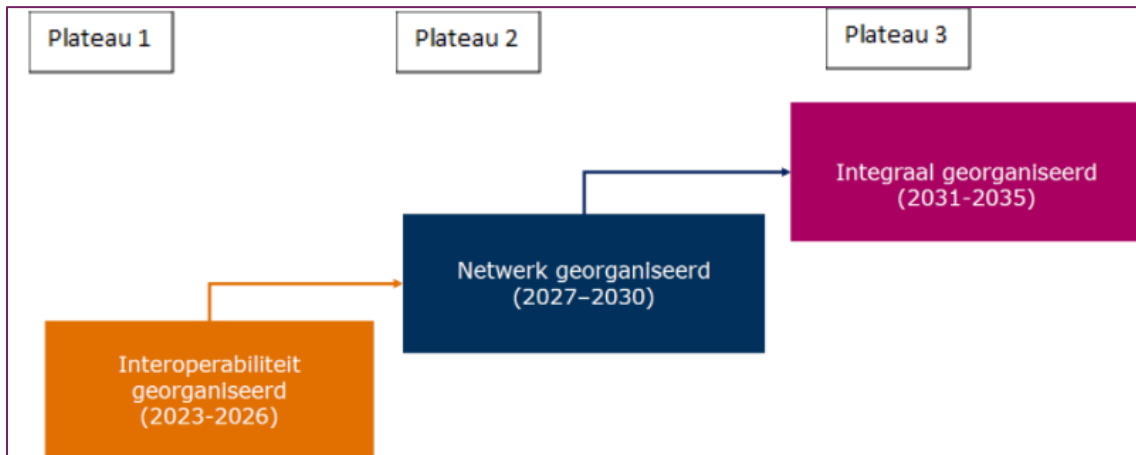 Plateau 1
Plateau 2
Plateau 3
Integraal georganiseerd
(2031-2035)
Netwerk georganiseerd
(2027–2030)
Interoperabiliteit
georganiseerd
(2023-2026)